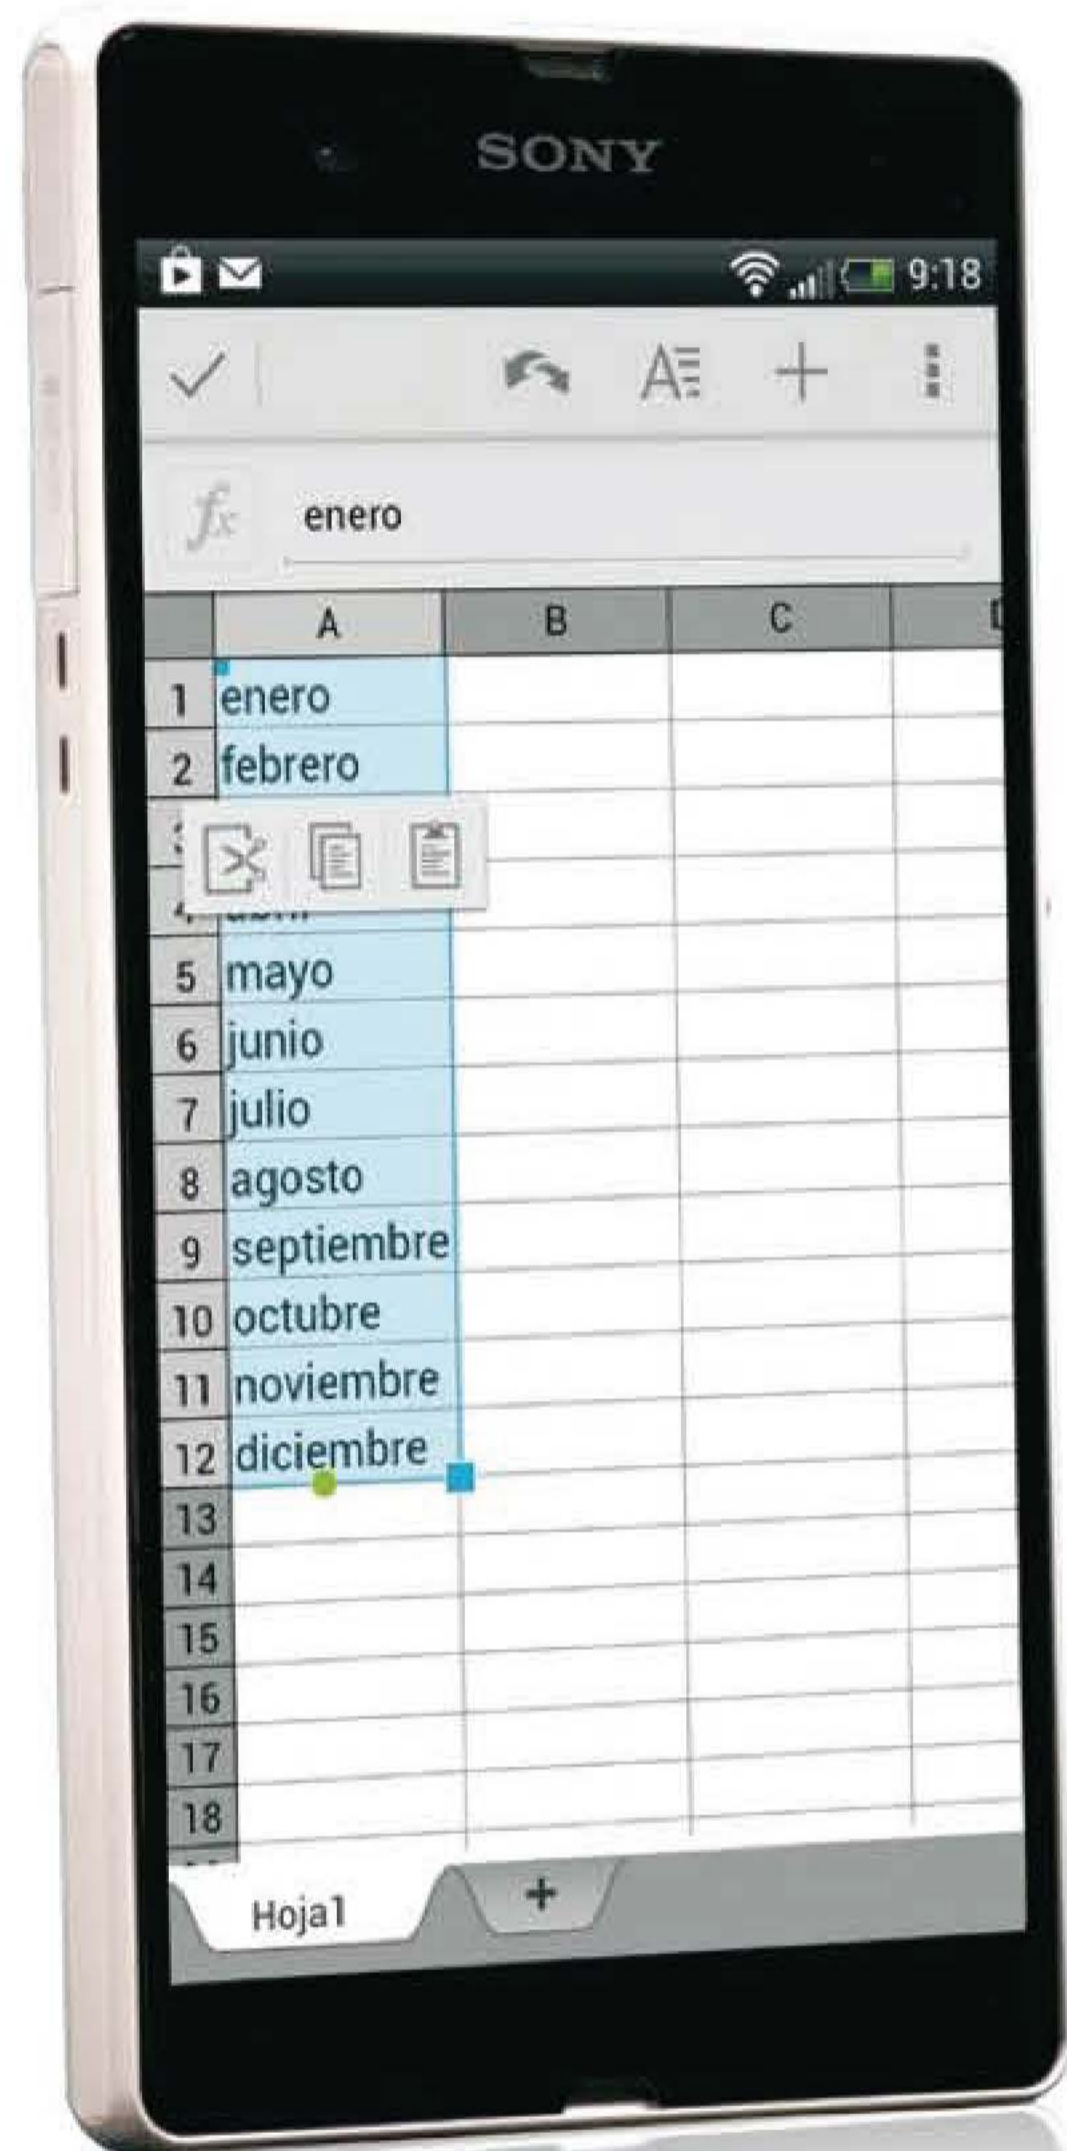 SONY
9:18
enero
A B C
1 enero
2 febrero
5 mayo
6 junio
7 julio
8 agosto
9 septiembre
10 octubre
11 noviembre
12 diciembre
13
14
15
16
17
18
Hoja1 +